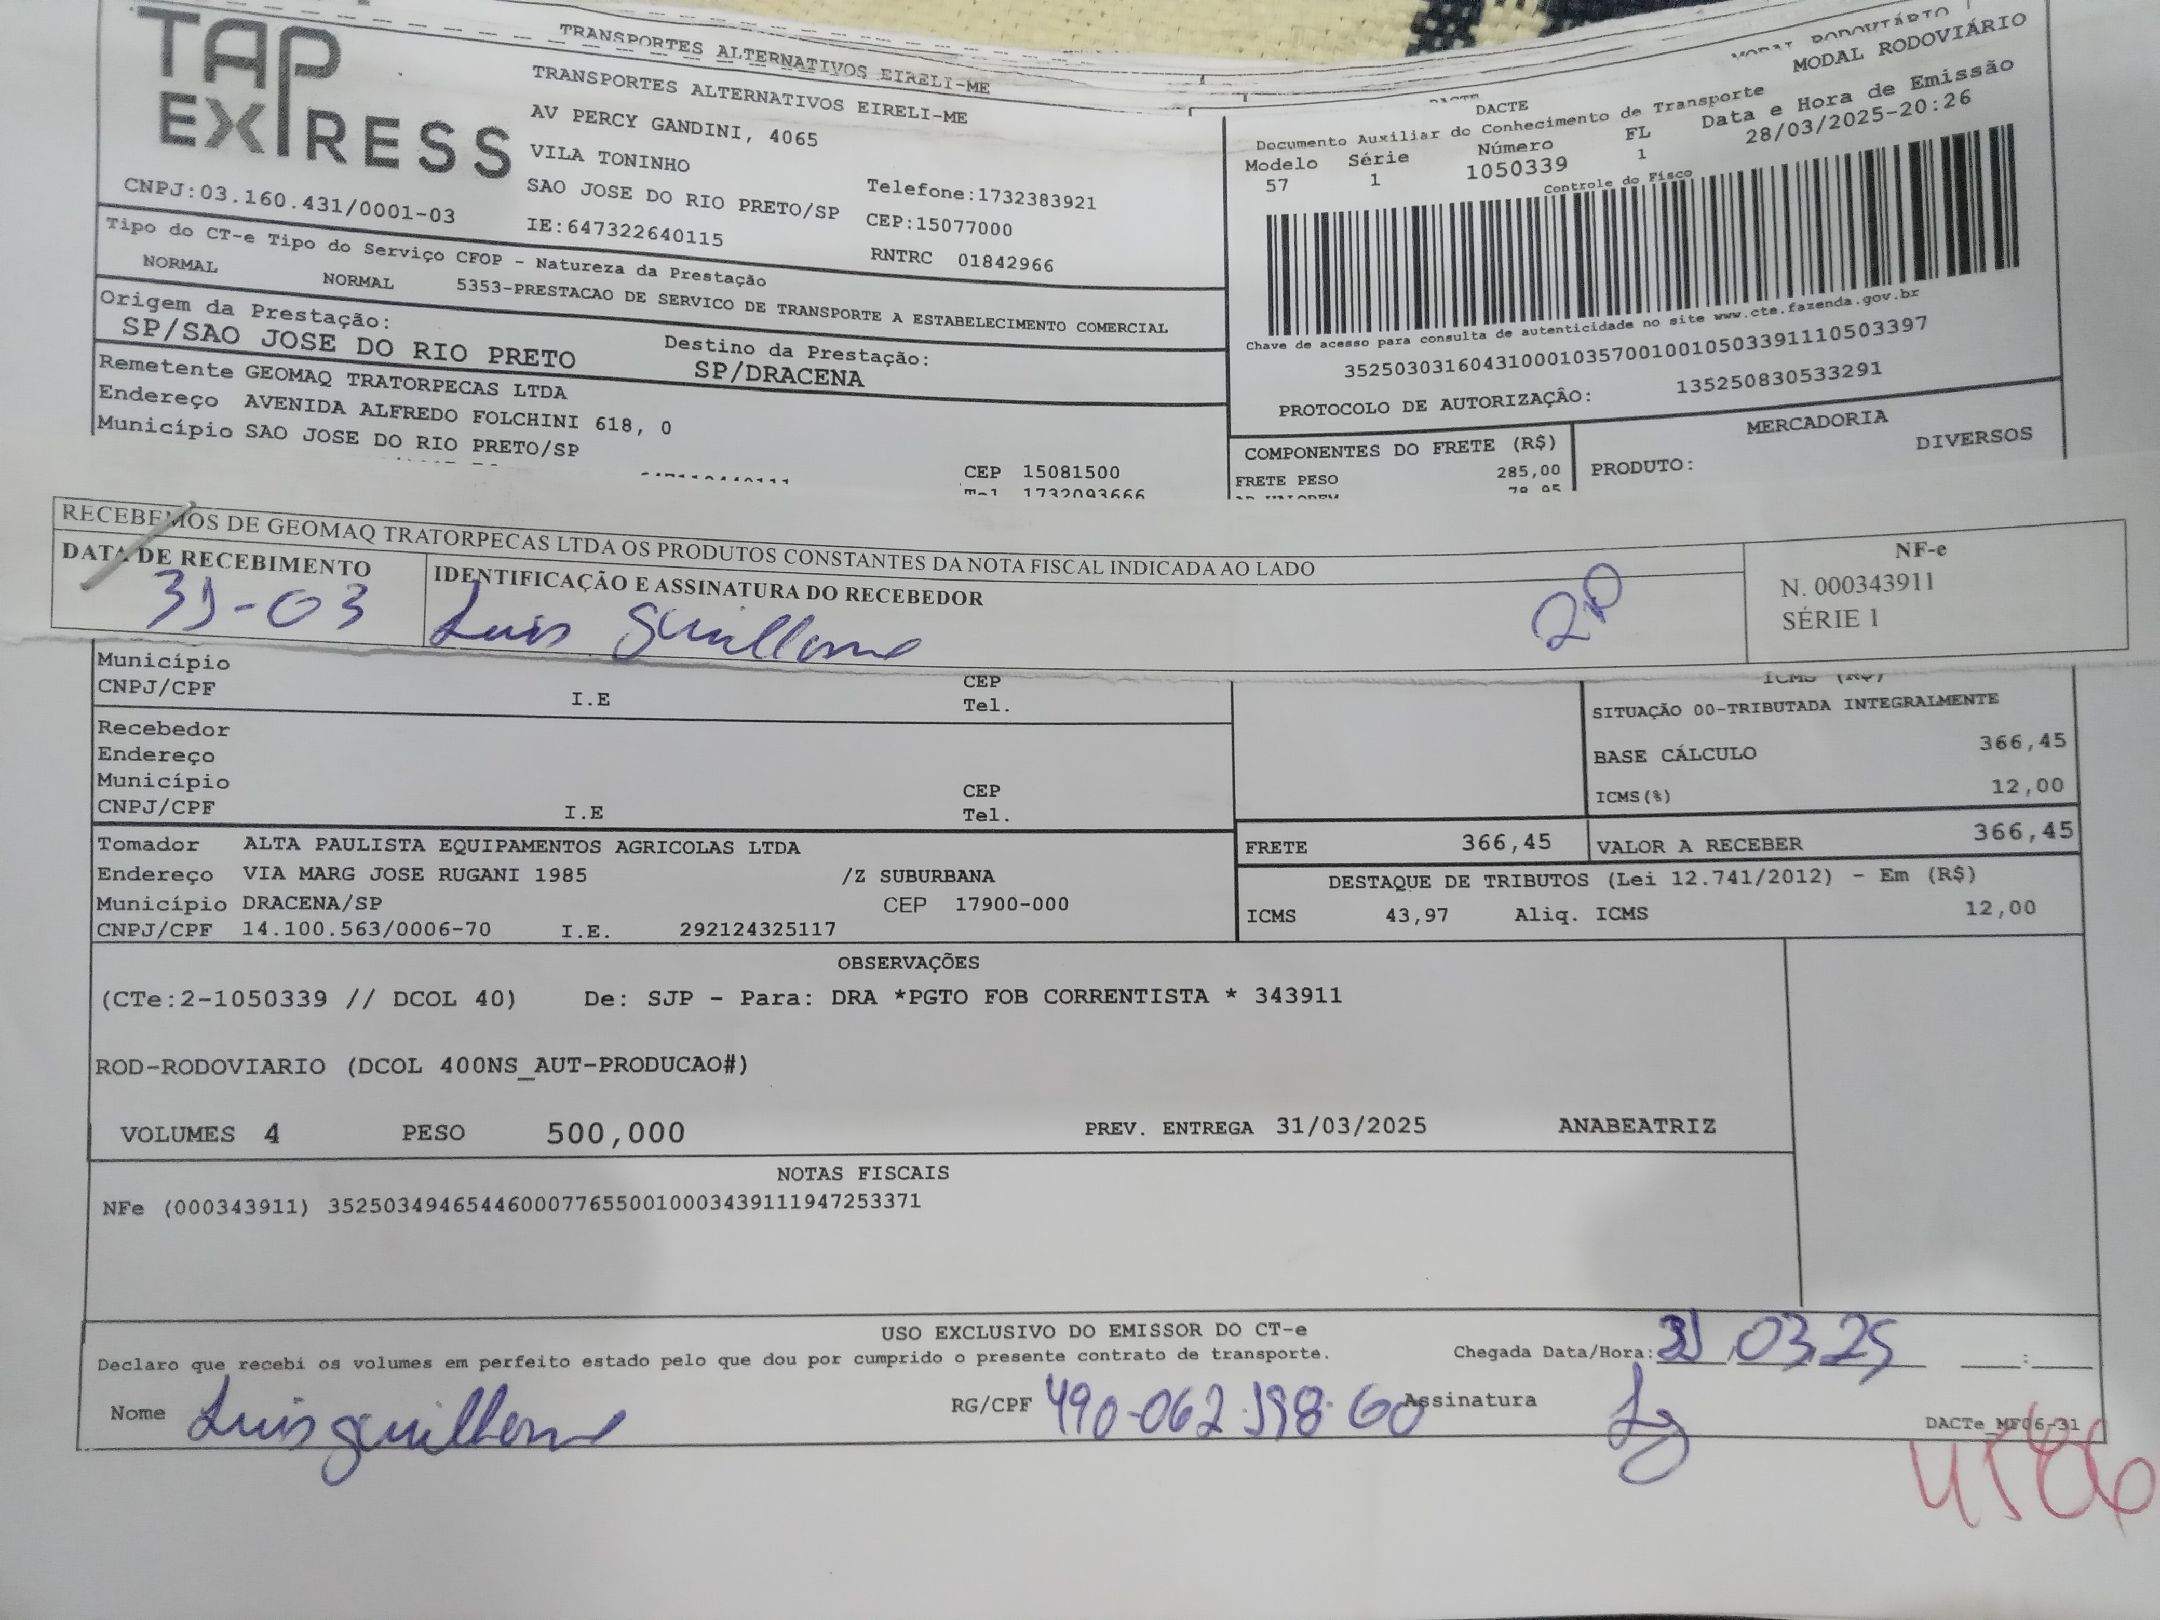 TAP EXPRESS
TRANSPORTES ALTERNATIVOS EIRELI-ME
TRANSPORTES ALTERNATIVOS EIRELI-ME
AV PERCY GANDINI, 4065
VILA TONINHO
SAO JOSE DO RIO PRETO/SP
Telefone:1732383921
CEP:15077000
CNPJ:03.160.431/0001-03
IE:647322640115
RNTRC 01842966
MODAL RODOVIÁRIO
MODAL RODOVIÁRIO
DACTE
Documento Auxiliar do Conhecimento de Transporte
Data e Hora de Emissão
Modelo Série Número FL
57 1 1050339 1 28/03/2025-20:26
Controle do Fisco
Chave de acesso para consulta de autenticidade no site www.cte.fazenda.gov.br
35250303160431000103570010010503391110503397
PROTOCOLO DE AUTORIZAÇÂO: 135250830533291
Tipo do CT-e Tipo do Serviço CFOP - Natureza da Prestação
NORMAL NORMAL 5353-PRESTACAO DE SERVICO DE TRANSPORTE A ESTABELECIMENTO COMERCIAL
Origem da Prestação:
SP/SAO JOSE DO RIO PRETO
Destino da Prestação:
SP/DRACENA
Remetente GEOMAQ TRATORPECAS LTDA
Endereço AVENIDA ALFREDO FOLCHINI 618, 0
Município SAO JOSE DO RIO PRETO/SP
CEP 15081500
Tel 1732093666
COMPONENTES DO FRETE (R$)
FRETE PESO 285,00
MERCADORIA
PRODUTO: DIVERSOS
RECEBEMOS DE GEOMAQ TRATORPECAS LTDA OS PRODUTOS CONSTANTES DA NOTA FISCAL INDICADA AO LADO
DATA DE RECEBIMENTO
31-03
IDENTIFICAÇÃO E ASSINATURA DO RECEBEDOR
Luis Guilherme
NF-e
N. 000343911
SÉRIE 1
Município CEP
CNPJ/CPF I.E Tel.
Recebedor
Endereço
Município CEP
CNPJ/CPF I.E Tel.
ICMS (R$)
SITUAÇÃO 00-TRIBUTADA INTEGRALMENTE
BASE CÁLCULO 366,45
ICMS(%) 12,00
Tomador ALTA PAULISTA EQUIPAMENTOS AGRICOLAS LTDA
Endereço VIA MARG JOSE RUGANI 1985 /Z SUBURBANA
Município DRACENA/SP CEP 17900-000
CNPJ/CPF 14.100.563/0006-70 I.E. 292124325117
FRETE 366,45 VALOR A RECEBER 366,45
DESTAQUE DE TRIBUTOS (Lei 12.741/2012) - Em (R$)
ICMS 43,97 Aliq. ICMS 12,00
OBSERVAÇÕES
(CTe:2-1050339 // DCOL 40) De: SJP - Para: DRA *PGTO FOB CORRENTISTA * 343911
ROD-RODOVIARIO (DCOL 400NS_AUT-PRODUCAO#)
VOLUMES 4 PESO 500,000 PREV. ENTREGA 31/03/2025 ANABEATRIZ
NOTAS FISCAIS
NFe (000343911) 35250349465446000776550010003439111947253371
USO EXCLUSIVO DO EMISSOR DO CT-e
Declaro que recebi os volumes em perfeito estado pelo que dou por cumprido o presente contrato de transporte.
Chegada Data/Hora: 31 03 25 __:__
Nome Luis Guilherme RG/CPF 490.062.198.60 Assinatura
DACTe_MF06-31